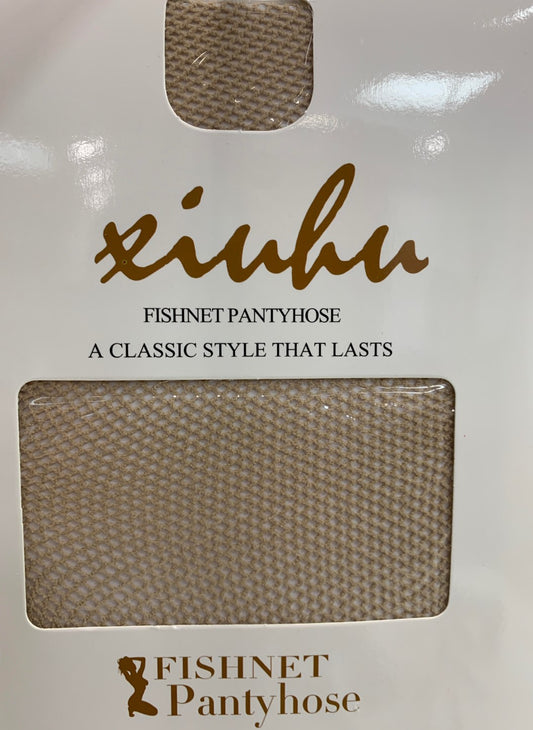 xiuhu
FISHNET PANTYHOSE
A CLASSIC STYLE THAT LASTS
FISHNET
Pantyhose